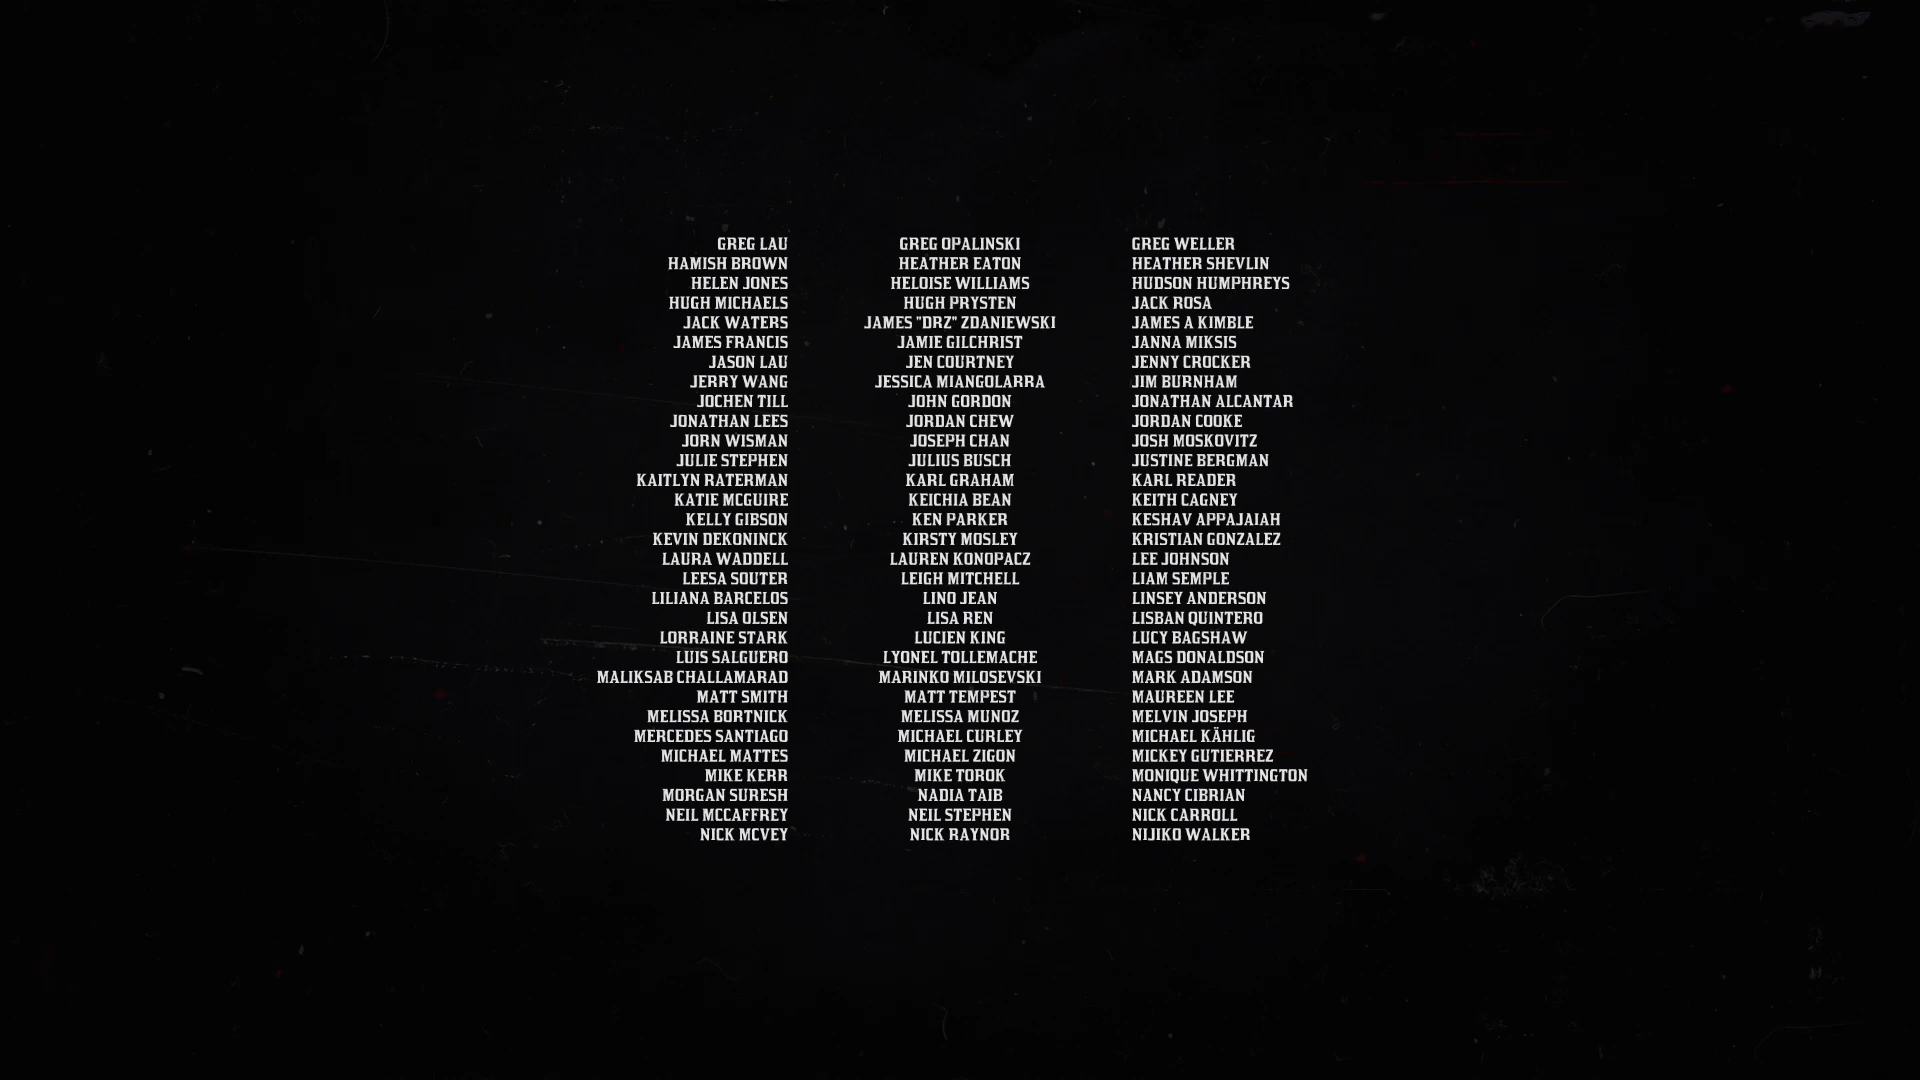 GREG LAU GREG OPALINSKI GREG WELLER
HAMISH BROWN HEATHER EATON HEATHER SHEVLIN
HELEN JONES HELOISE WILLIAMS HUDSON HUMPHREYS
HUGH MICHAELS HUGH PRYSTEN JACK ROSA
JACK WATERS JAMES "DRZ" ZDANIEWSKI JAMES A KIMBLE
JAMES FRANCIS JAMIE GILCHRIST JANNA MIKSIS
JASON LAU JEN COURTNEY JENNY CROCKER
JERRY WANG JESSICA MIANGOLARRA JIM BURNHAM
JOCHEN TILL JOHN GORDON JONATHAN ALCANTAR
JONATHAN LEES JORDAN CHEW JORDAN COOKE
JORN WISMAN JOSEPH CHAN JOSH MOSKOVITZ
JULIE STEPHEN JULIUS BUSCH JUSTINE BERGMAN
KAITLYN RATERMAN KARL GRAHAM KARL READER
KATIE MCGUIRE KEICHIA BEAN KEITH CAGNEY
KELLY GIBSON KEN PARKER KESHAV APPAJAIAH
KEVIN DEKONINCK KIRSTY MOSLEY KRISTIAN GONZALEZ
LAURA WADDELL LAUREN KONOPACZ LEE JOHNSON
LEESA SOUTER LEIGH MITCHELL LIAM SEMPLE
LILIANA BARCELOS LINO JEAN LINSEY ANDERSON
LISA OLSEN LISA REN LISBAN QUINTERO
LORRAINE STARK LUCIEN KING LUCY BAGSHAW
LUIS SALGUERO LYONEL TOLLEMACHE MAGS DONALDSON
MALIKSAB CHALLAMARAD MARINKO MILOSEVSKI MARK ADAMSON
MATT SMITH MATT TEMPEST MAUREEN LEE
MELISSA BORTNICK MELISSA MUNOZ MELVIN JOSEPH
MERCEDES SANTIAGO MICHAEL CURLEY MICHAEL KÄHLIG
MICHAEL MATTES MICHAEL ZIGON MICKEY GUTIERREZ
MIKE KERR MIKE TOROK MONIQUE WHITTINGTON
MORGAN SURESH NADIA TAIB NANCY CIBRIAN
NEIL MCCAFFREY NEIL STEPHEN NICK CARROLL
NICK MCVEY NICK RAYNOR NIJIKO WALKER